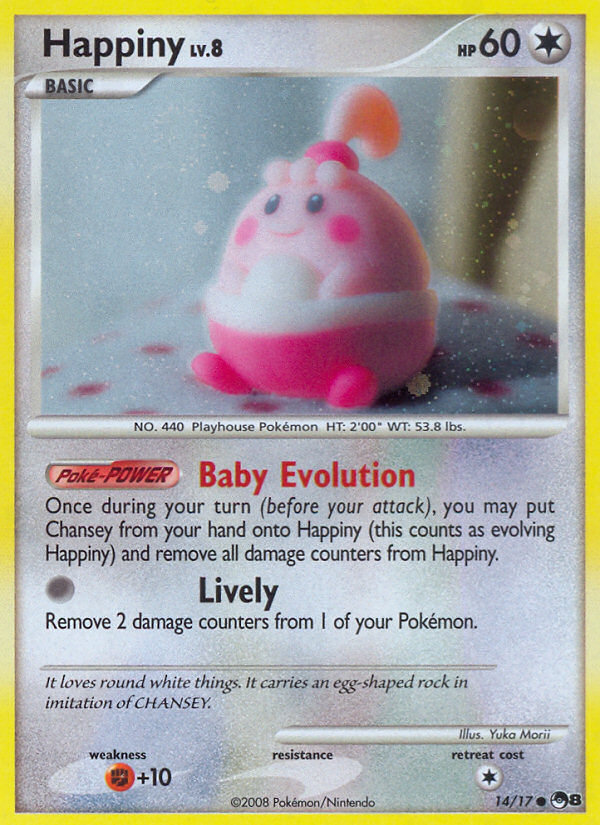 Happiny LV.8
HP 60
BASIC
NO. 440 Playhouse Pokémon HT: 2'00" WT: 53.8 lbs.
Poké-POWER Baby Evolution
Once during your turn (before your attack), you may put
Chansey from your hand onto Happiny (this counts as evolving
Happiny) and remove all damage counters from Happiny.
Lively
Remove 2 damage counters from 1 of your Pokémon.
It loves round white things. It carries an egg-shaped rock in
imitation of CHANSEY.
Illus. Yuka Morii
weakness resistance retreat cost
+10
©2008 Pokémon/Nintendo
14/17 8